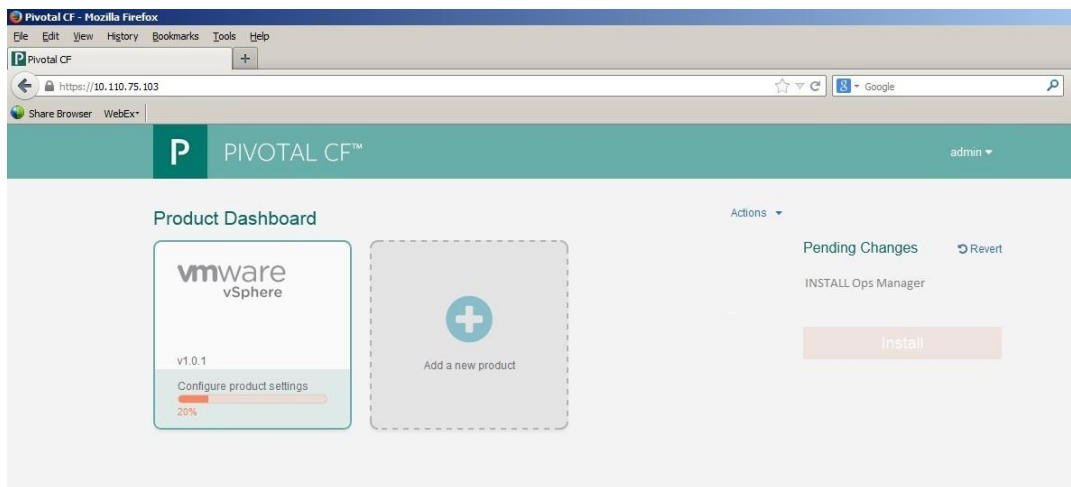 Pivotal CF - Mozilla Firefox
File Edit View History Bookmarks Tools Help
P Pivotal CF +
https://10.110.75.103
8 Google
Share Browser WebEx
P PIVOTAL CF™
admin
Product Dashboard
Actions
vmware
vSphere
v1.0.1
Configure product settings
20%
Add a new product
Pending Changes Revert
INSTALL Ops Manager
Install